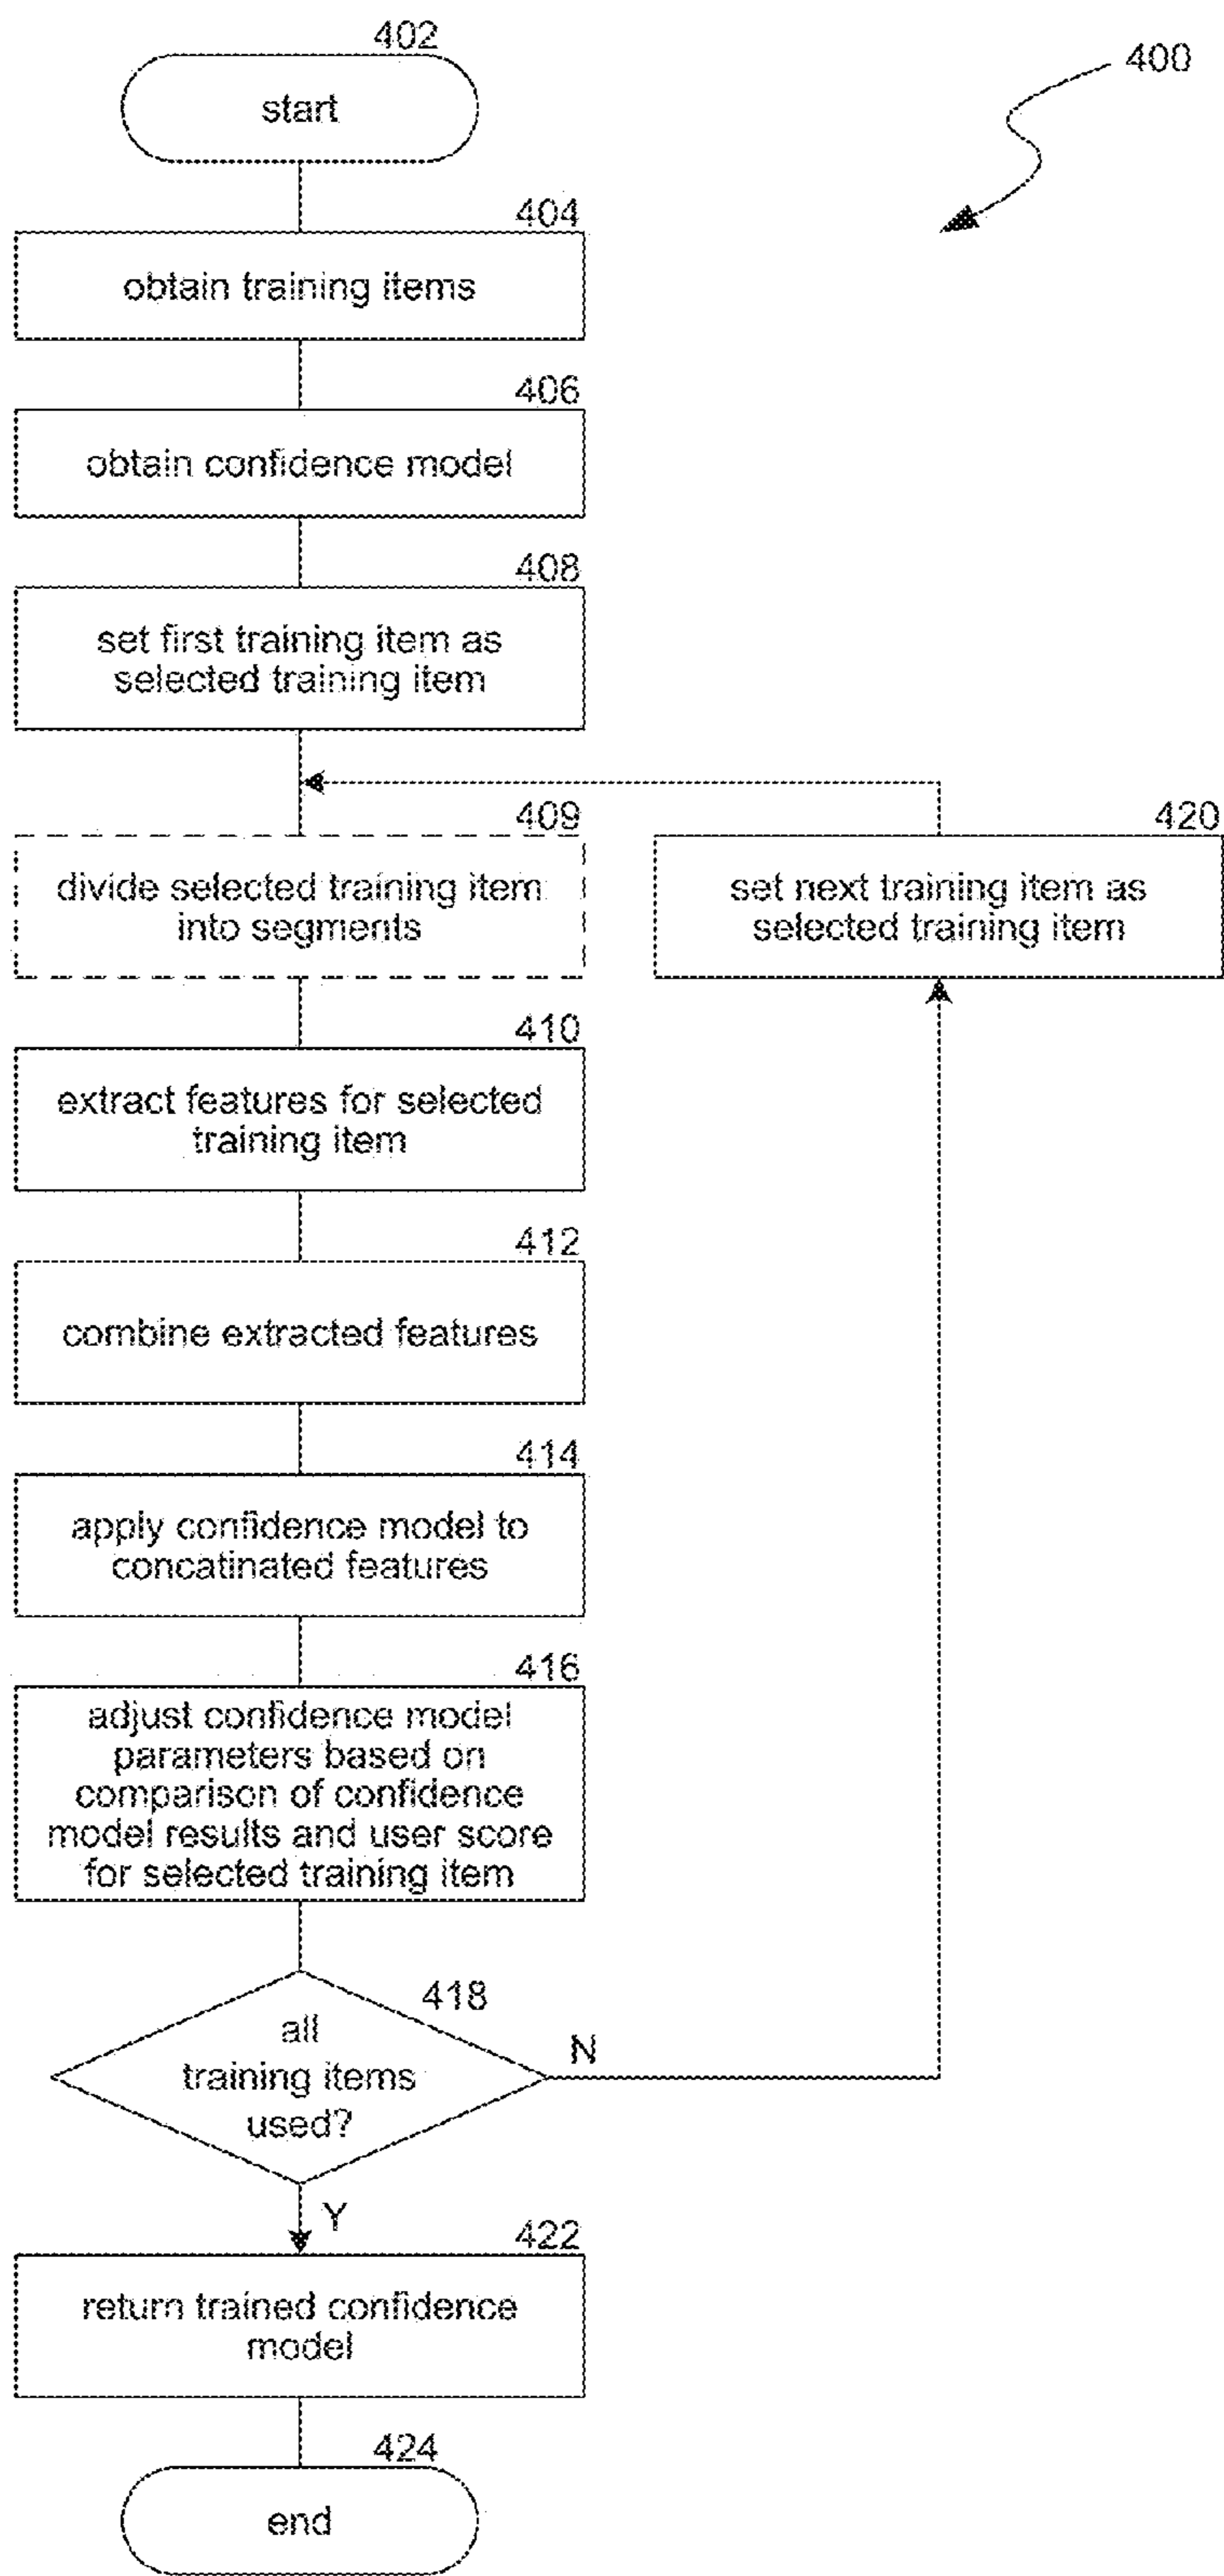 402
start
400
404
obtain training items
406
obtain confidence model
408
set first training item as
selected training item
409
divide selected training item
into segments
420
set next training item as
selected training item
410
extract features for selected
training item
412
combine extracted features
414
apply confidence model to
concatinated features
416
adjust confidence model
parameters based on
comparison of confidence
model results and user score
for selected training item
418
all
training items
used?
N
Y
422
return trained confidence
model
424
end